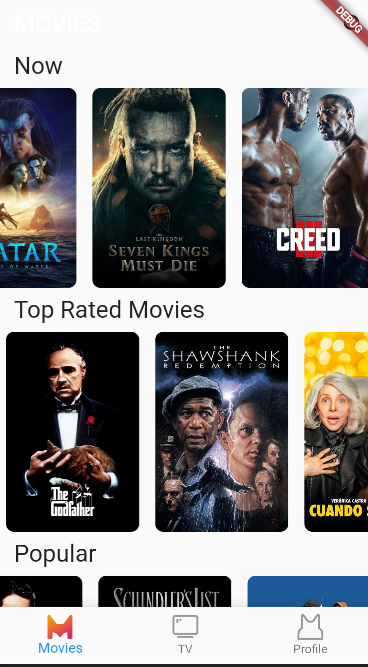 MOVIES
DEBUG
Now
ATAR
OF WATER
THE
LAST KINGDOM
SEVEN KINGS
MUST DIE
CREED
III
Top Rated Movies
The
Godfather
THE
SHAWSHANK
REDEMPTION
VERÓNICA CASTRO
CUANDO S
Popular
SCHINDLER'S LIST
Movies
TV
Profile